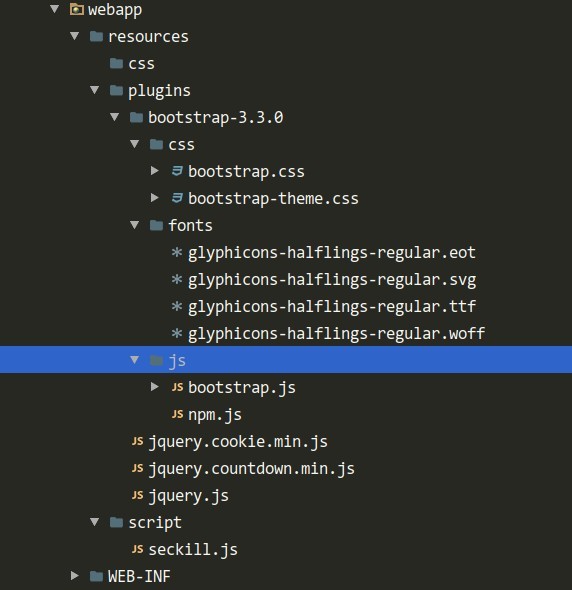 webapp
resources
css
plugins
bootstrap-3.3.0
css
bootstrap.css
bootstrap-theme.css
fonts
glyphicons-halflings-regular.eot
glyphicons-halflings-regular.svg
glyphicons-halflings-regular.ttf
glyphicons-halflings-regular.woff
js
JS bootstrap.js
JS npm.js
JS jquery.cookie.min.js
JS jquery.countdown.min.js
JS jquery.js
script
JS seckill.js
WEB-INF